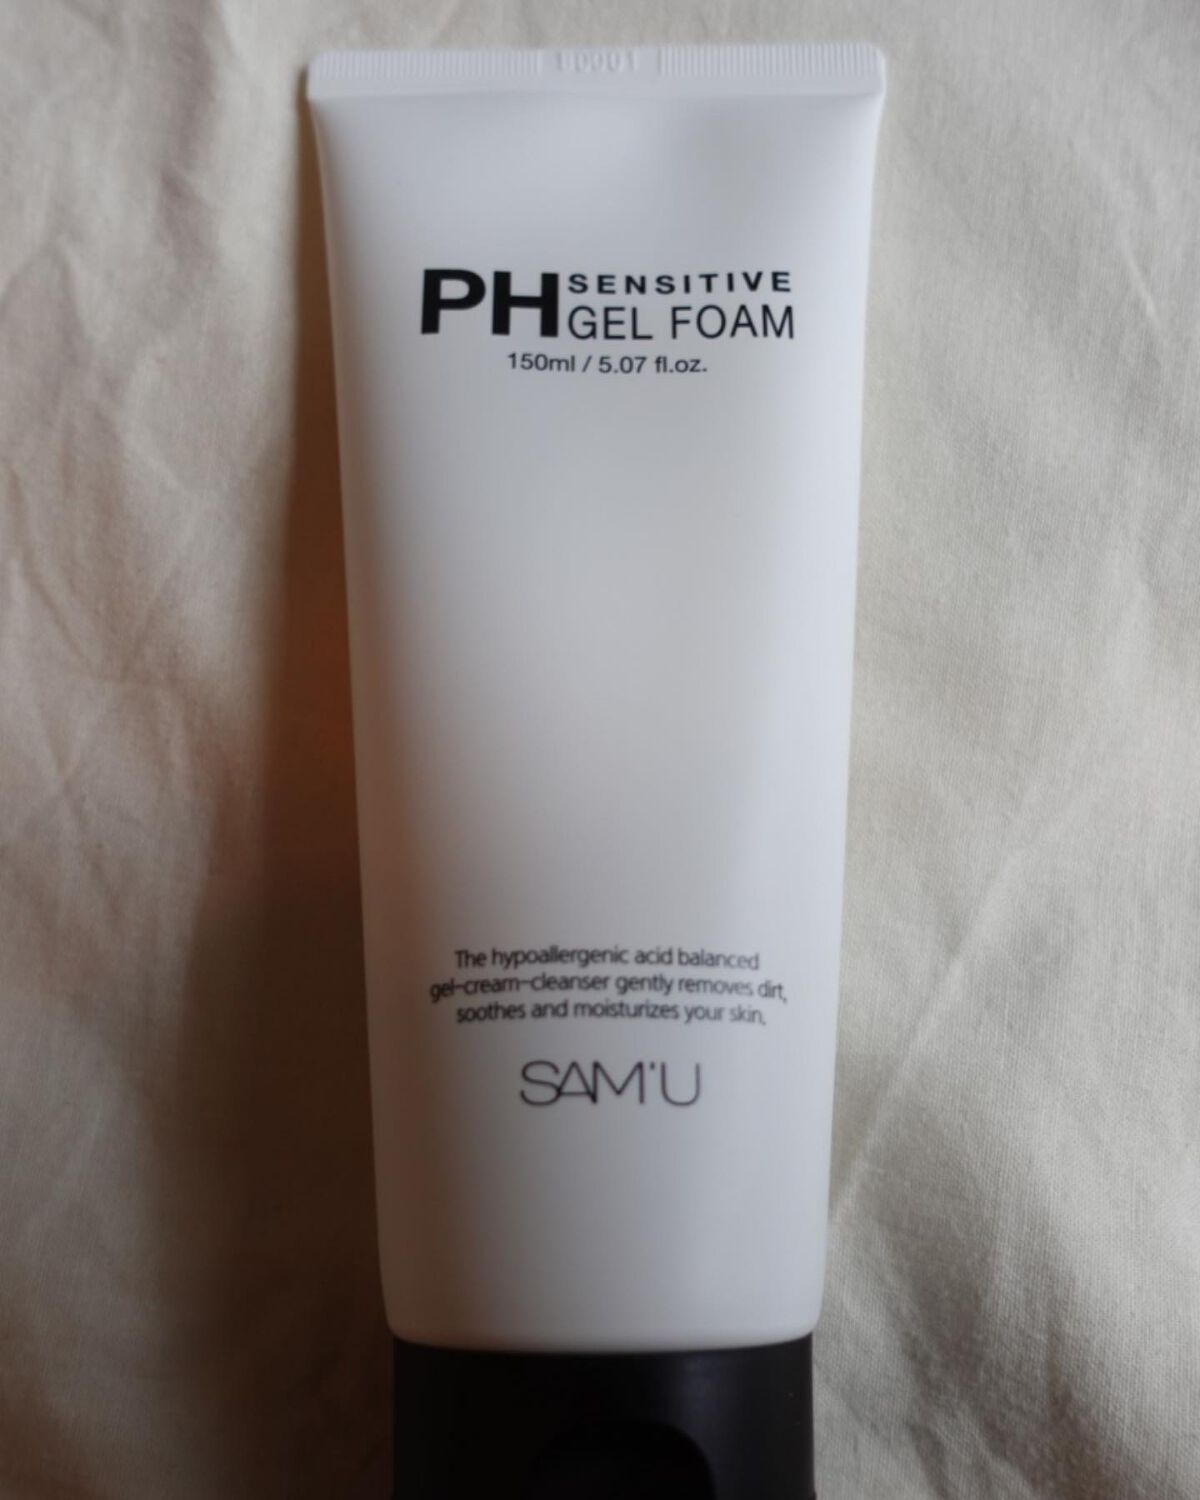 PH SENSITIVE
GEL FOAM
150ml / 5.07 fl.oz.
The hypoallergenic acid balanced
gel-cream-cleanser gently removes dirt,
soothes and moisturizes your skin.
SAM'U